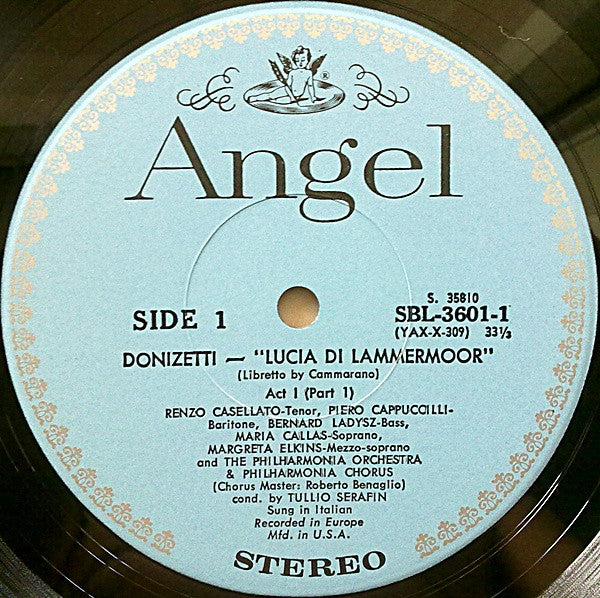 Angel
®
S. 35810
SIDE 1 SBL-3601-1
(YAX-X-309) 33⅓
DONIZETTI — "LUCIA DI LAMMERMOOR"
(Libretto by Cammarano)
Act I (Part 1)
RENZO CASELLATO-Tenor, PIERO CAPPUCCILLI-
Baritone, BERNARD LADYSZ-Bass,
MARIA CALLAS-Soprano,
MARGRETA ELKINS-Mezzo-soprano
and THE PHILHARMONIA ORCHESTRA
& PHILHARMONIA CHORUS
(Chorus Master: Roberto Benaglio)
cond. by TULLIO SERAFIN
Sung in Italian
Recorded in Europe
Mfd. in U.S.A.
STEREO